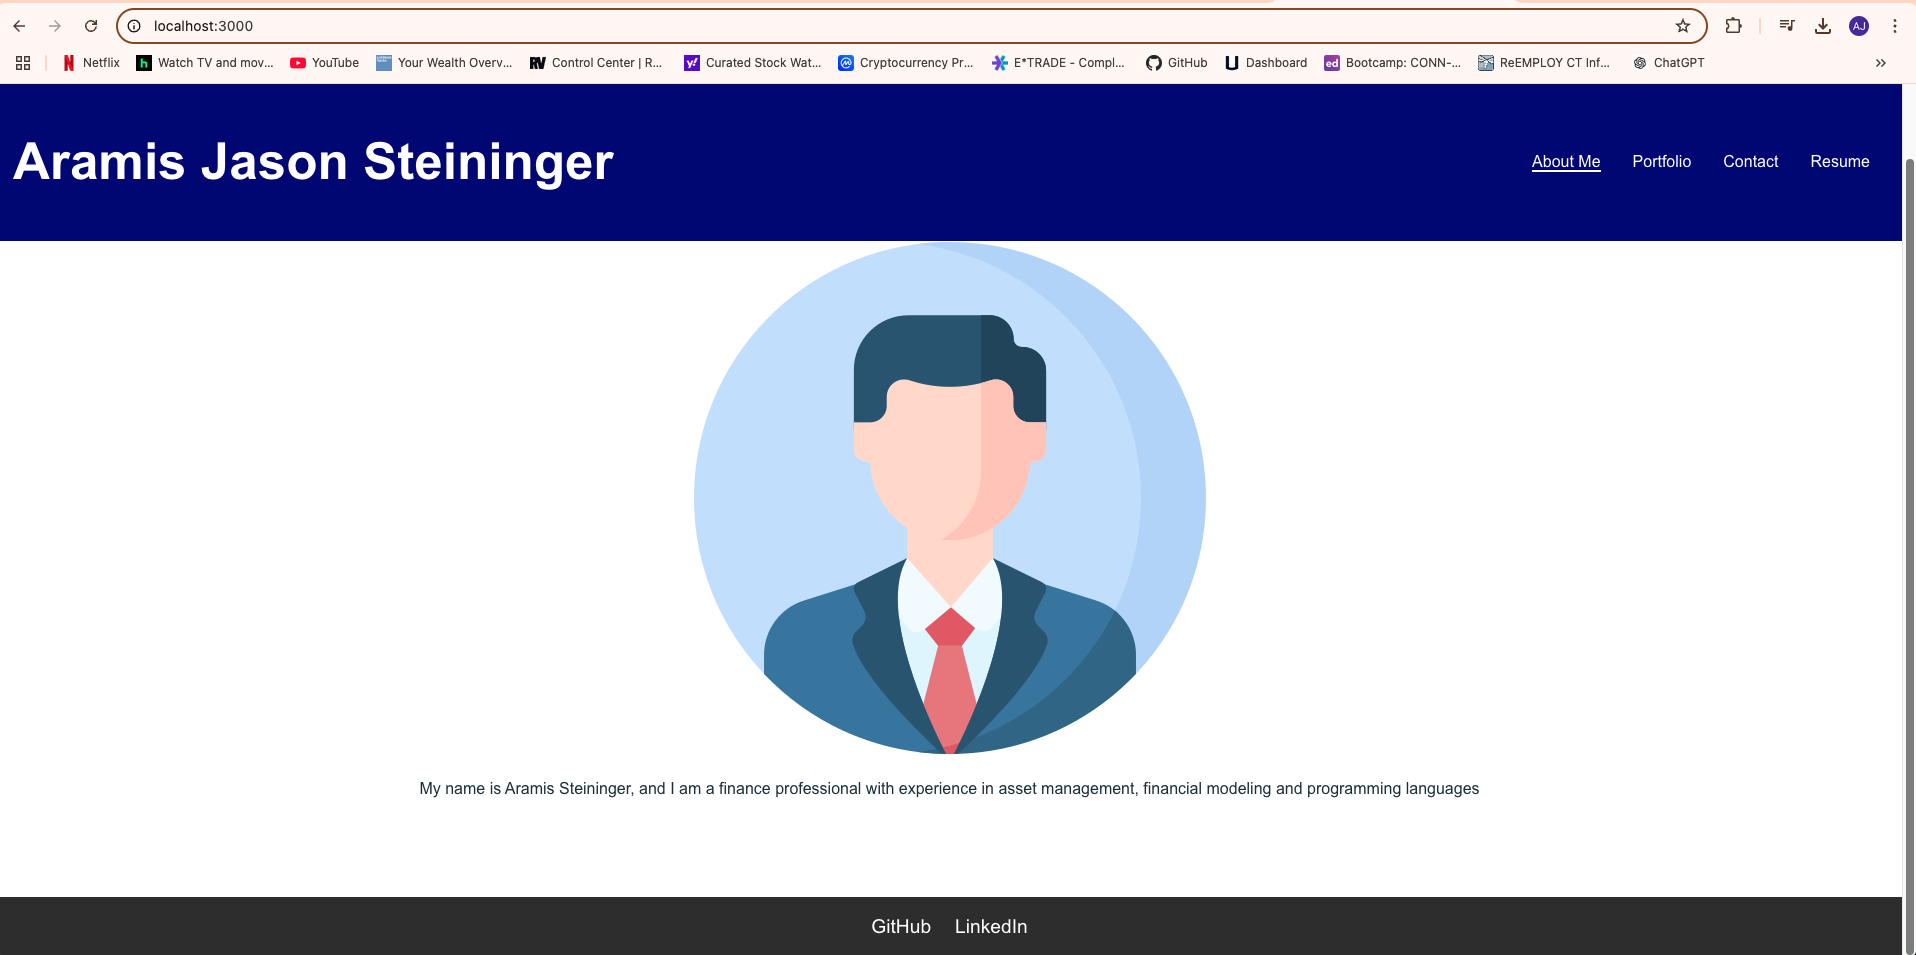 localhost:3000
Netflix Watch TV and mov... YouTube Your Wealth Overv... Control Center | R... Curated Stock Wat... Cryptocurrency Pr... E*TRADE - Compl... GitHub Dashboard Bootcamp: CONN-... ReEMPLOY CT Inf... ChatGPT
Aramis Jason Steininger
About Me Portfolio Contact Resume
My name is Aramis Steininger, and I am a finance professional with experience in asset management, financial modeling and programming languages
GitHub LinkedIn
AJ